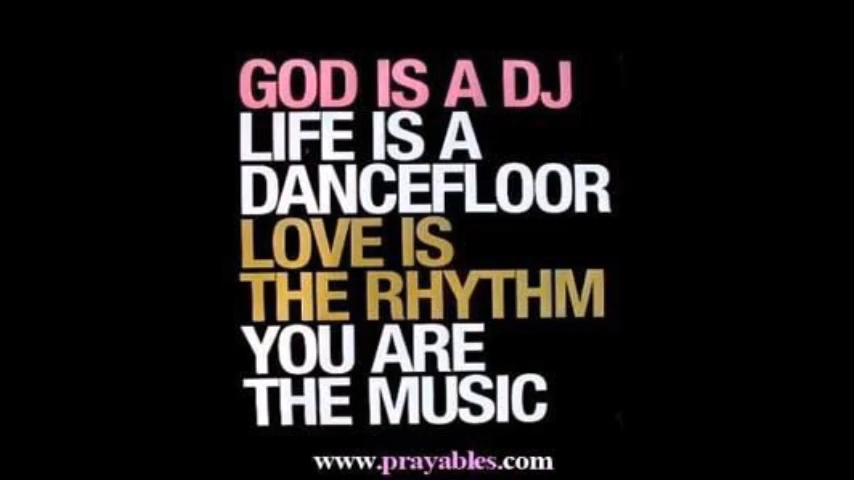 GOD IS A DJ
LIFE IS A
DANCEFLOOR
LOVE IS
THE RHYTHM
YOU ARE
THE MUSIC
www.prayables.com